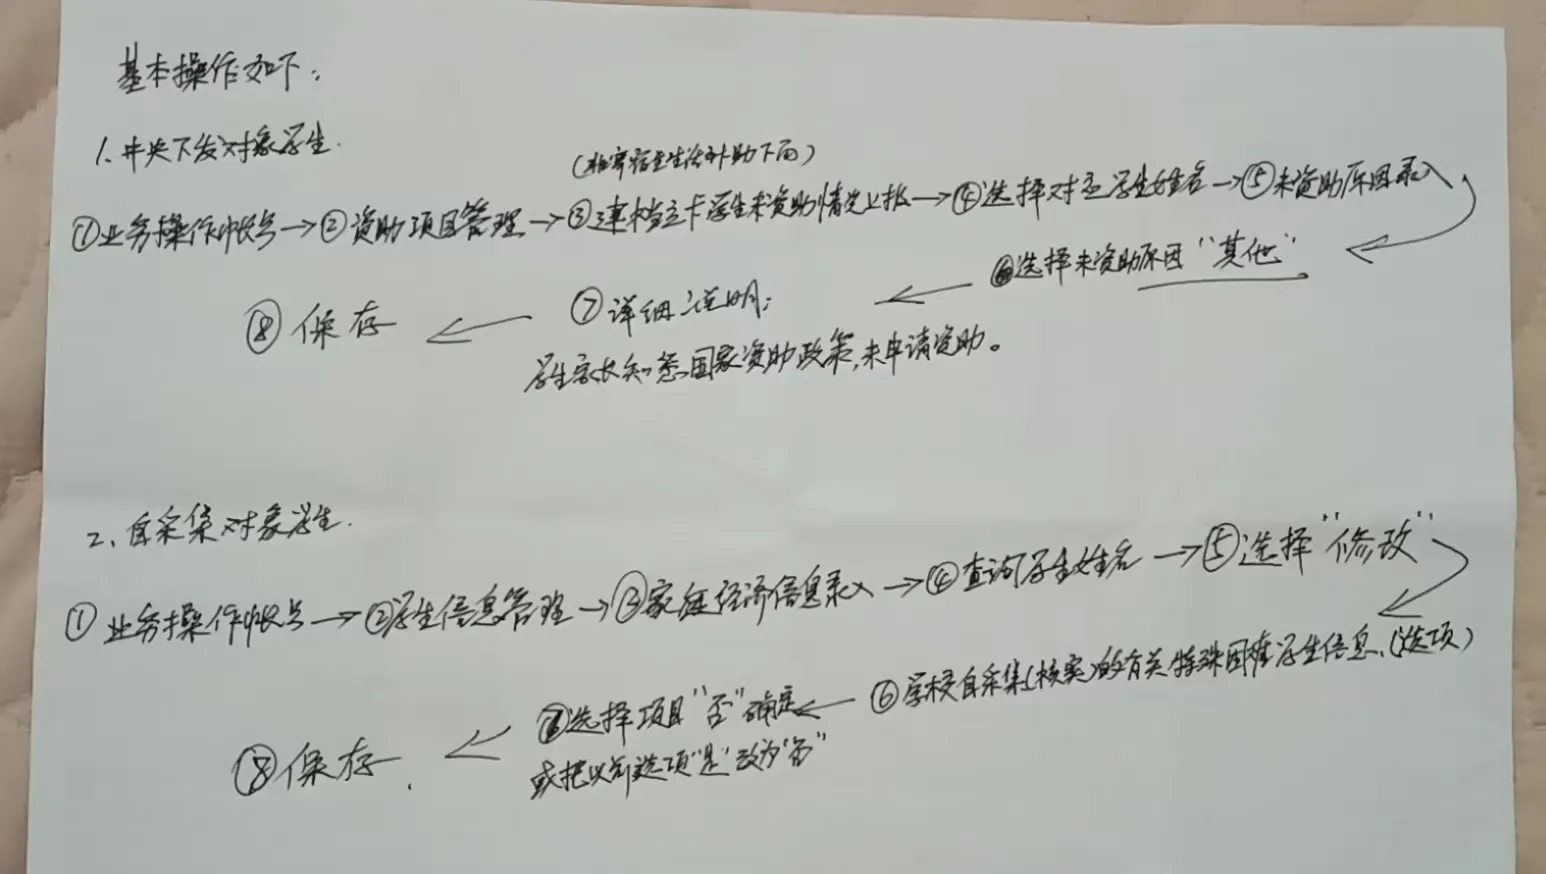 基本操作如下：
1、中央下发对象学生.
(非寄宿生生活补助下面)
①业务操作帐号→②资助项目管理→③建档立卡学生未资助情况上报→④选择对应学生姓名→⑤未资助原因录入
⑥选择未资助原因“其他”
⑦详细说明：
学生家长知悉国家资助政策,未申请资助。
⑧保存
2、自采集对象学生.
①业务操作帐号→②学生信息管理→③家庭经济信息录入→④查询学生姓名→⑤选择“修改”
⑥学校自采集(核实)的有关特殊困难学生信息、(选项)
⑦选择项目“否”确定
或把以前选项“是”改为“否”
⑧保存.